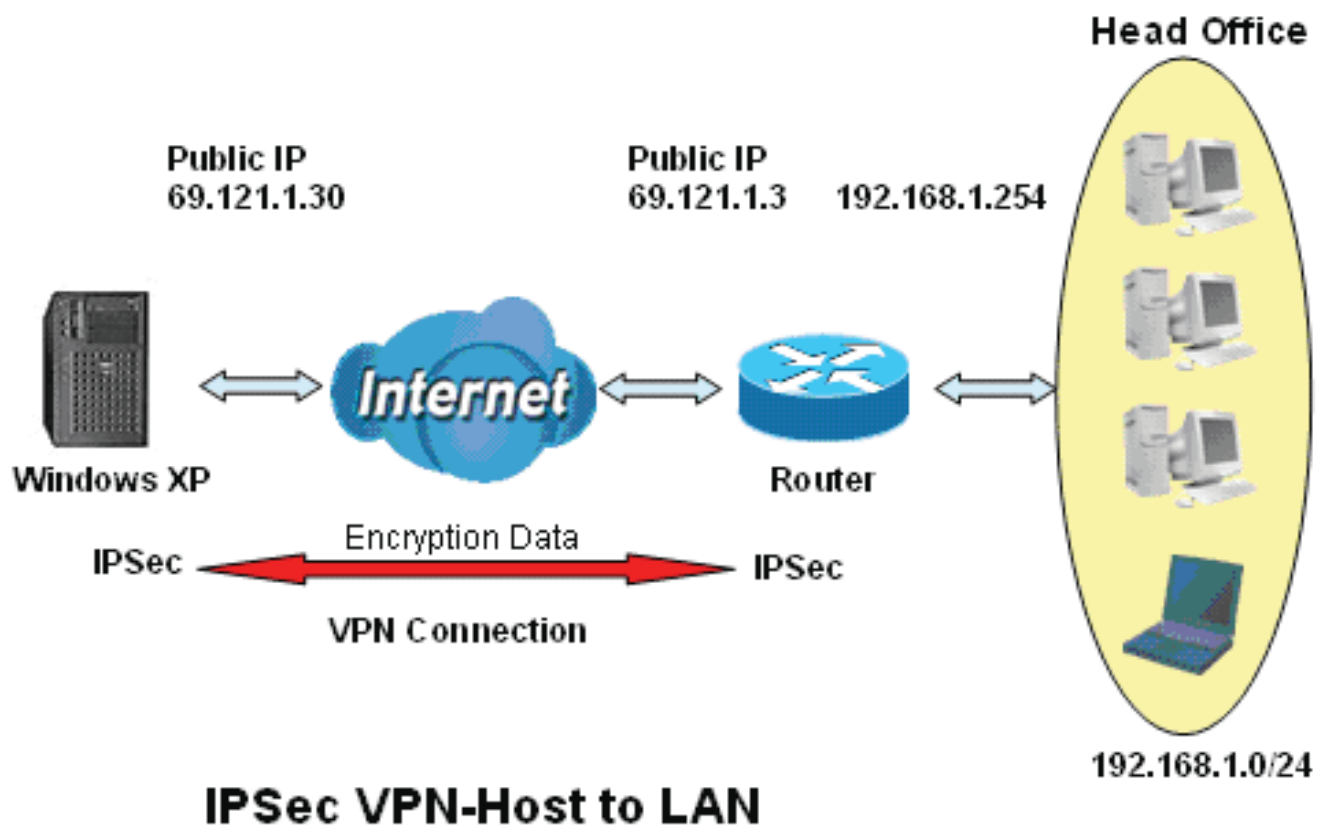 Head Office
Public IP
69.121.1.30
Public IP
69.121.1.3
192.168.1.254
Internet
Windows XP
Router
IPSec
Encryption Data
IPSec
VPN Connection
192.168.1.0/24
IPSec VPN-Host to LAN